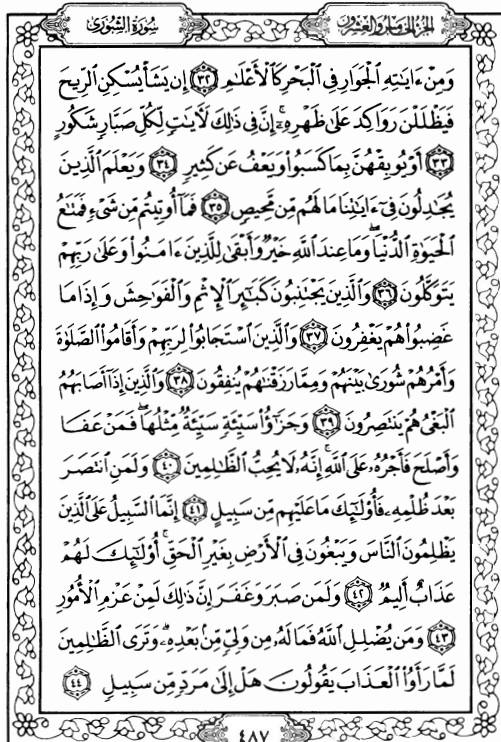 الجزء الخامس والعشرون سورة الشورى
وَمِنْ ءَايَٰتِهِ ٱلْجَوَارِ فِى ٱلْبَحْرِ كَٱلْأَعْلَٰمِ ٣٢ إِن يَشَأْ يُسْكِنِ ٱلرِّيحَ
فَيَظْلَلْنَ رَوَاكِدَ عَلَىٰ ظَهْرِهِۦٓ ۚ إِنَّ فِى ذَٰلِكَ لَءَايَٰتٍ لِّكُلِّ صَبَّارٍ شَكُورٍ
٣٣ أَوْ يُوبِقْهُنَّ بِمَا كَسَبُوا۟ وَيَعْفُ عَن كَثِيرٍ ٣٤ وَيَعْلَمَ ٱلَّذِينَ
يُجَٰدِلُونَ فِىٓ ءَايَٰتِنَا مَا لَهُم مِّن مَّحِيصٍ ٣٥ فَمَآ أُوتِيتُم مِّن شَىْءٍ فَمَتَٰعُ
ٱلْحَيَوٰةِ ٱلدُّنْيَا ۖ وَمَا عِندَ ٱللَّهِ خَيْرٌ وَأَبْقَىٰ لِلَّذِينَ ءَامَنُوا۟ وَعَلَىٰ رَبِّهِمْ
يَتَوَكَّلُونَ ٣٦ وَٱلَّذِينَ يَجْتَنِبُونَ كَبَٰٓئِرَ ٱلْإِثْمِ وَٱلْفَوَٰحِشَ وَإِذَا مَا
غَضِبُوا۟ هُمْ يَغْفِرُونَ ٣٧ وَٱلَّذِينَ ٱسْتَجَابُوا۟ لِرَبِّهِمْ وَأَقَامُوا۟ ٱلصَّلَوٰةَ
وَأَمْرُهُمْ شُورَىٰ بَيْنَهُمْ وَمِمَّا رَزَقْنَٰهُمْ يُنفِقُونَ ٣٨ وَٱلَّذِينَ إِذَآ أَصَابَهُمُ
ٱلْبَغْىُ هُمْ يَنتَصِرُونَ ٣٩ وَجَزَٰٓؤُا۟ سَيِّئَةٍ سَيِّئَةٌ مِّثْلُهَا ۖ فَمَنْ عَفَا
وَأَصْلَحَ فَأَجْرُهُۥ عَلَى ٱللَّهِ ۚ إِنَّهُۥ لَا يُحِبُّ ٱلظَّٰلِمِينَ ٤٠ وَلَمَنِ ٱنتَصَرَ
بَعْدَ ظُلْمِهِۦ فَأُو۟لَٰٓئِكَ مَا عَلَيْهِم مِّن سَبِيلٍ ٤١ إِنَّمَا ٱلسَّبِيلُ عَلَى ٱلَّذِينَ
يَظْلِمُونَ ٱلنَّاسَ وَيَبْغُونَ فِى ٱلْأَرْضِ بِغَيْرِ ٱلْحَقِّ ۚ أُو۟لَٰٓئِكَ لَهُمْ
عَذَابٌ أَلِيمٌ ٤٢ وَلَمَن صَبَرَ وَغَفَرَ إِنَّ ذَٰلِكَ لَمِنْ عَزْمِ ٱلْأُمُورِ
٤٣ وَمَن يُضْلِلِ ٱللَّهُ فَمَا لَهُۥ مِن وَلِىٍّ مِّنۢ بَعْدِهِۦ ۗ وَتَرَى ٱلظَّٰلِمِينَ
لَمَّا رَأَوُا۟ ٱلْعَذَابَ يَقُولُونَ هَلْ إِلَىٰ مَرَدٍّ مِّن سَبِيلٍ ٤٤
٤٨٧